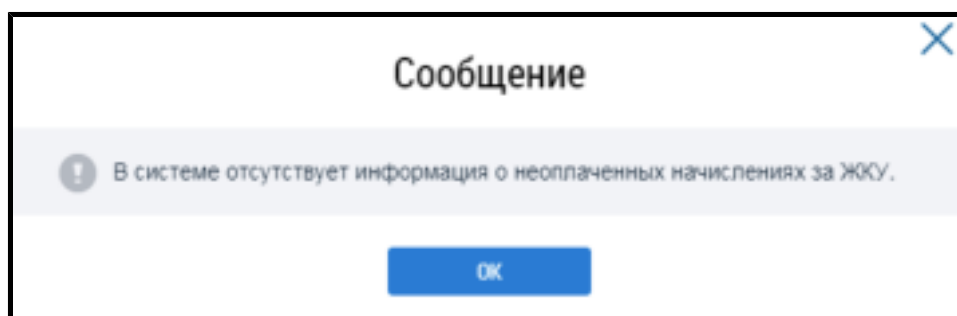 Сообщение
В системе отсутствует информация о неоплаченных начислениях за ЖКУ.
ОК